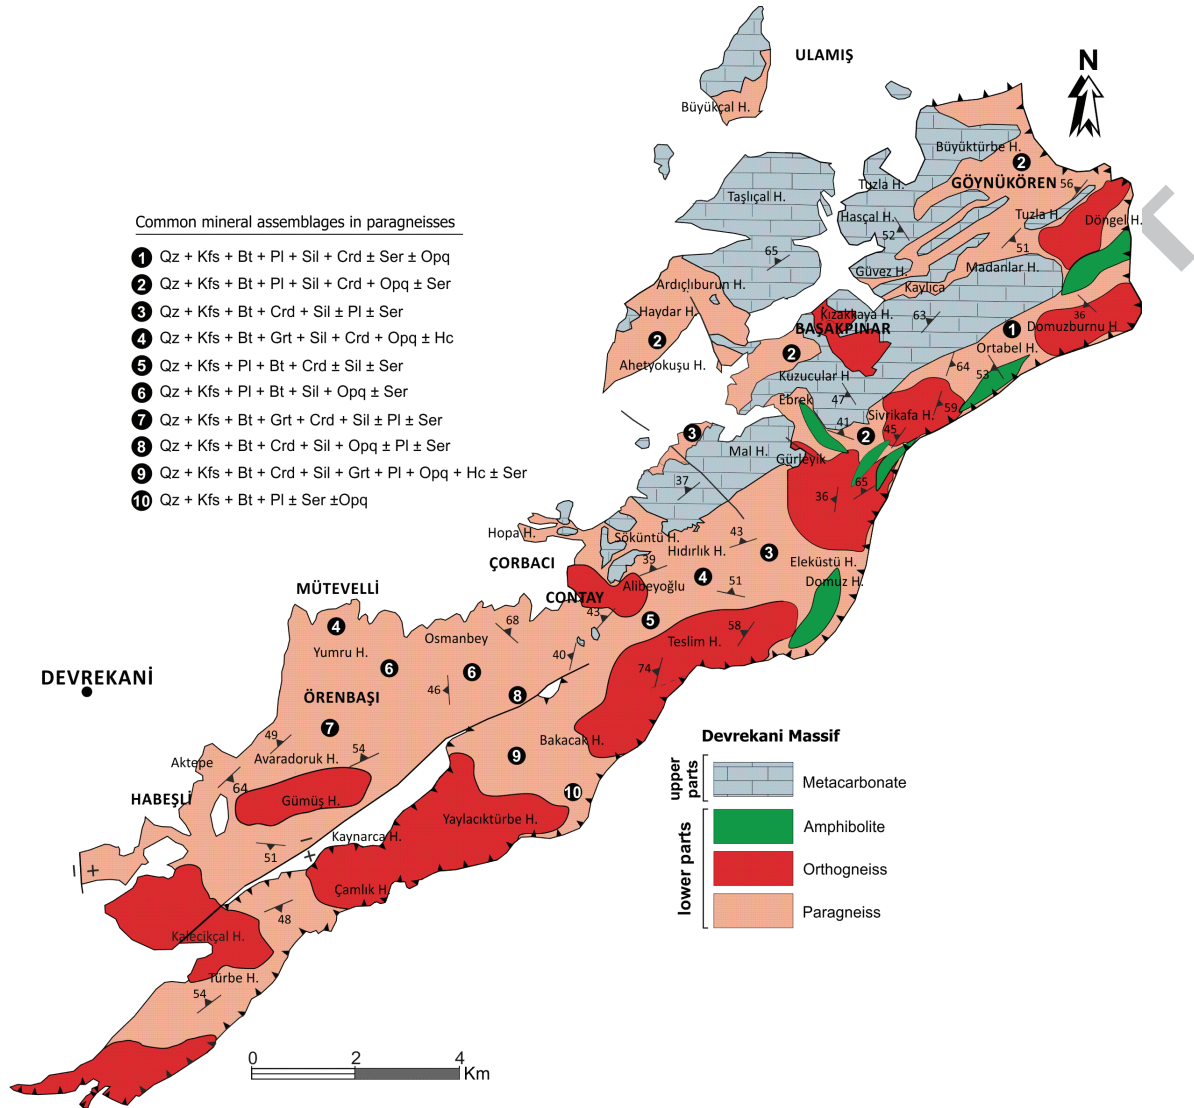 ULAMIŞ
N
Büyükçal H.
Büyüktürbe H.
2
GÖYNÜKÖREN
56
Tuzla H.
Taşlıçal H.
Hasçal H.
52
Tuzla H.
Döngel H.
51
65
Güvez H.
Madanlar H.
Kaylıca
Ardıçlıburun H.
Haydar H.
2
Ahetyokuşu H.
Kızakkaya H.
BAŞAKPINAR
63
36
Domuzburnu H
1
Ortabel H.
2
Kuzucular H
64
53
47
Ebrek
41
Sivrikafa H.
59
45
2
Common mineral assemblages in paragneisses
1 Qz + Kfs + Bt + Pl + Sil + Crd ± Ser ± Opq
2 Qz + Kfs + Bt + Pl + Sil + Crd + Opq ± Ser
3 Qz + Kfs + Bt + Crd + Sil ± Pl ± Ser
4 Qz + Kfs + Bt + Grt + Sil + Crd + Opq ± Hc
5 Qz + Kfs + Pl + Bt + Crd ± Sil ± Ser
6 Qz + Kfs + Pl + Bt + Sil + Opq ± Ser
7 Qz + Kfs + Bt + Grt + Crd + Sil ± Pl ± Ser
8 Qz + Kfs + Bt + Crd + Sil + Opq ± Pl ± Ser
9 Qz + Kfs + Bt + Crd + Sil + Grt + Pl + Opq + Hc ± Ser
10 Qz + Kfs + Bt + Pl ± Ser ±Opq
3
Mal H.
Gürleyik
37
65
36
Hopa H.
Söküntü H.
43
Hıdırlık H.
3
ÇORBACI
39
Eleküstü H.
Domuz H.
4
51
Alibeyoğlu
CONTAY
43
5
MÜTEVELLİ
4
Yumru H.
Osmanbey
68
58
Teslim H.
40
74
6
6
46
8
DEVREKANİ
ÖRENBAŞI
7
49
54
Bakacak H.
9
Aktepe
Avaradoruk H.
64
Gümüş H.
10
HABEŞLİ
Yaylacıktürbe H.
Kaynarca H.
–
+
51
–
+
Çamlık H.
48
Kalecikçal H.
Türbe H.
54
Devrekani Massif
upper parts
Metacarbonate
lower parts
Amphibolite
Orthogneiss
Paragneiss
0 2 4
Km